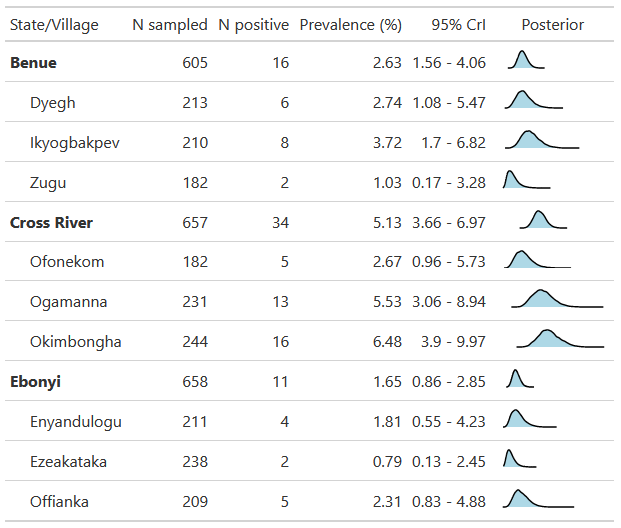 State/Village N sampled N positive Prevalence (%) 95% CrI Posterior
Benue 605 16 2.63 1.56 - 4.06
Dyegh 213 6 2.74 1.08 - 5.47
Ikyogbakpev 210 8 3.72 1.7 - 6.82
Zugu 182 2 1.03 0.17 - 3.28
Cross River 657 34 5.13 3.66 - 6.97
Ofonekom 182 5 2.67 0.96 - 5.73
Ogamanna 231 13 5.53 3.06 - 8.94
Okimbongha 244 16 6.48 3.9 - 9.97
Ebonyi 658 11 1.65 0.86 - 2.85
Enyandulogu 211 4 1.81 0.55 - 4.23
Ezeakataka 238 2 0.79 0.13 - 2.45
Offianka 209 5 2.31 0.83 - 4.88